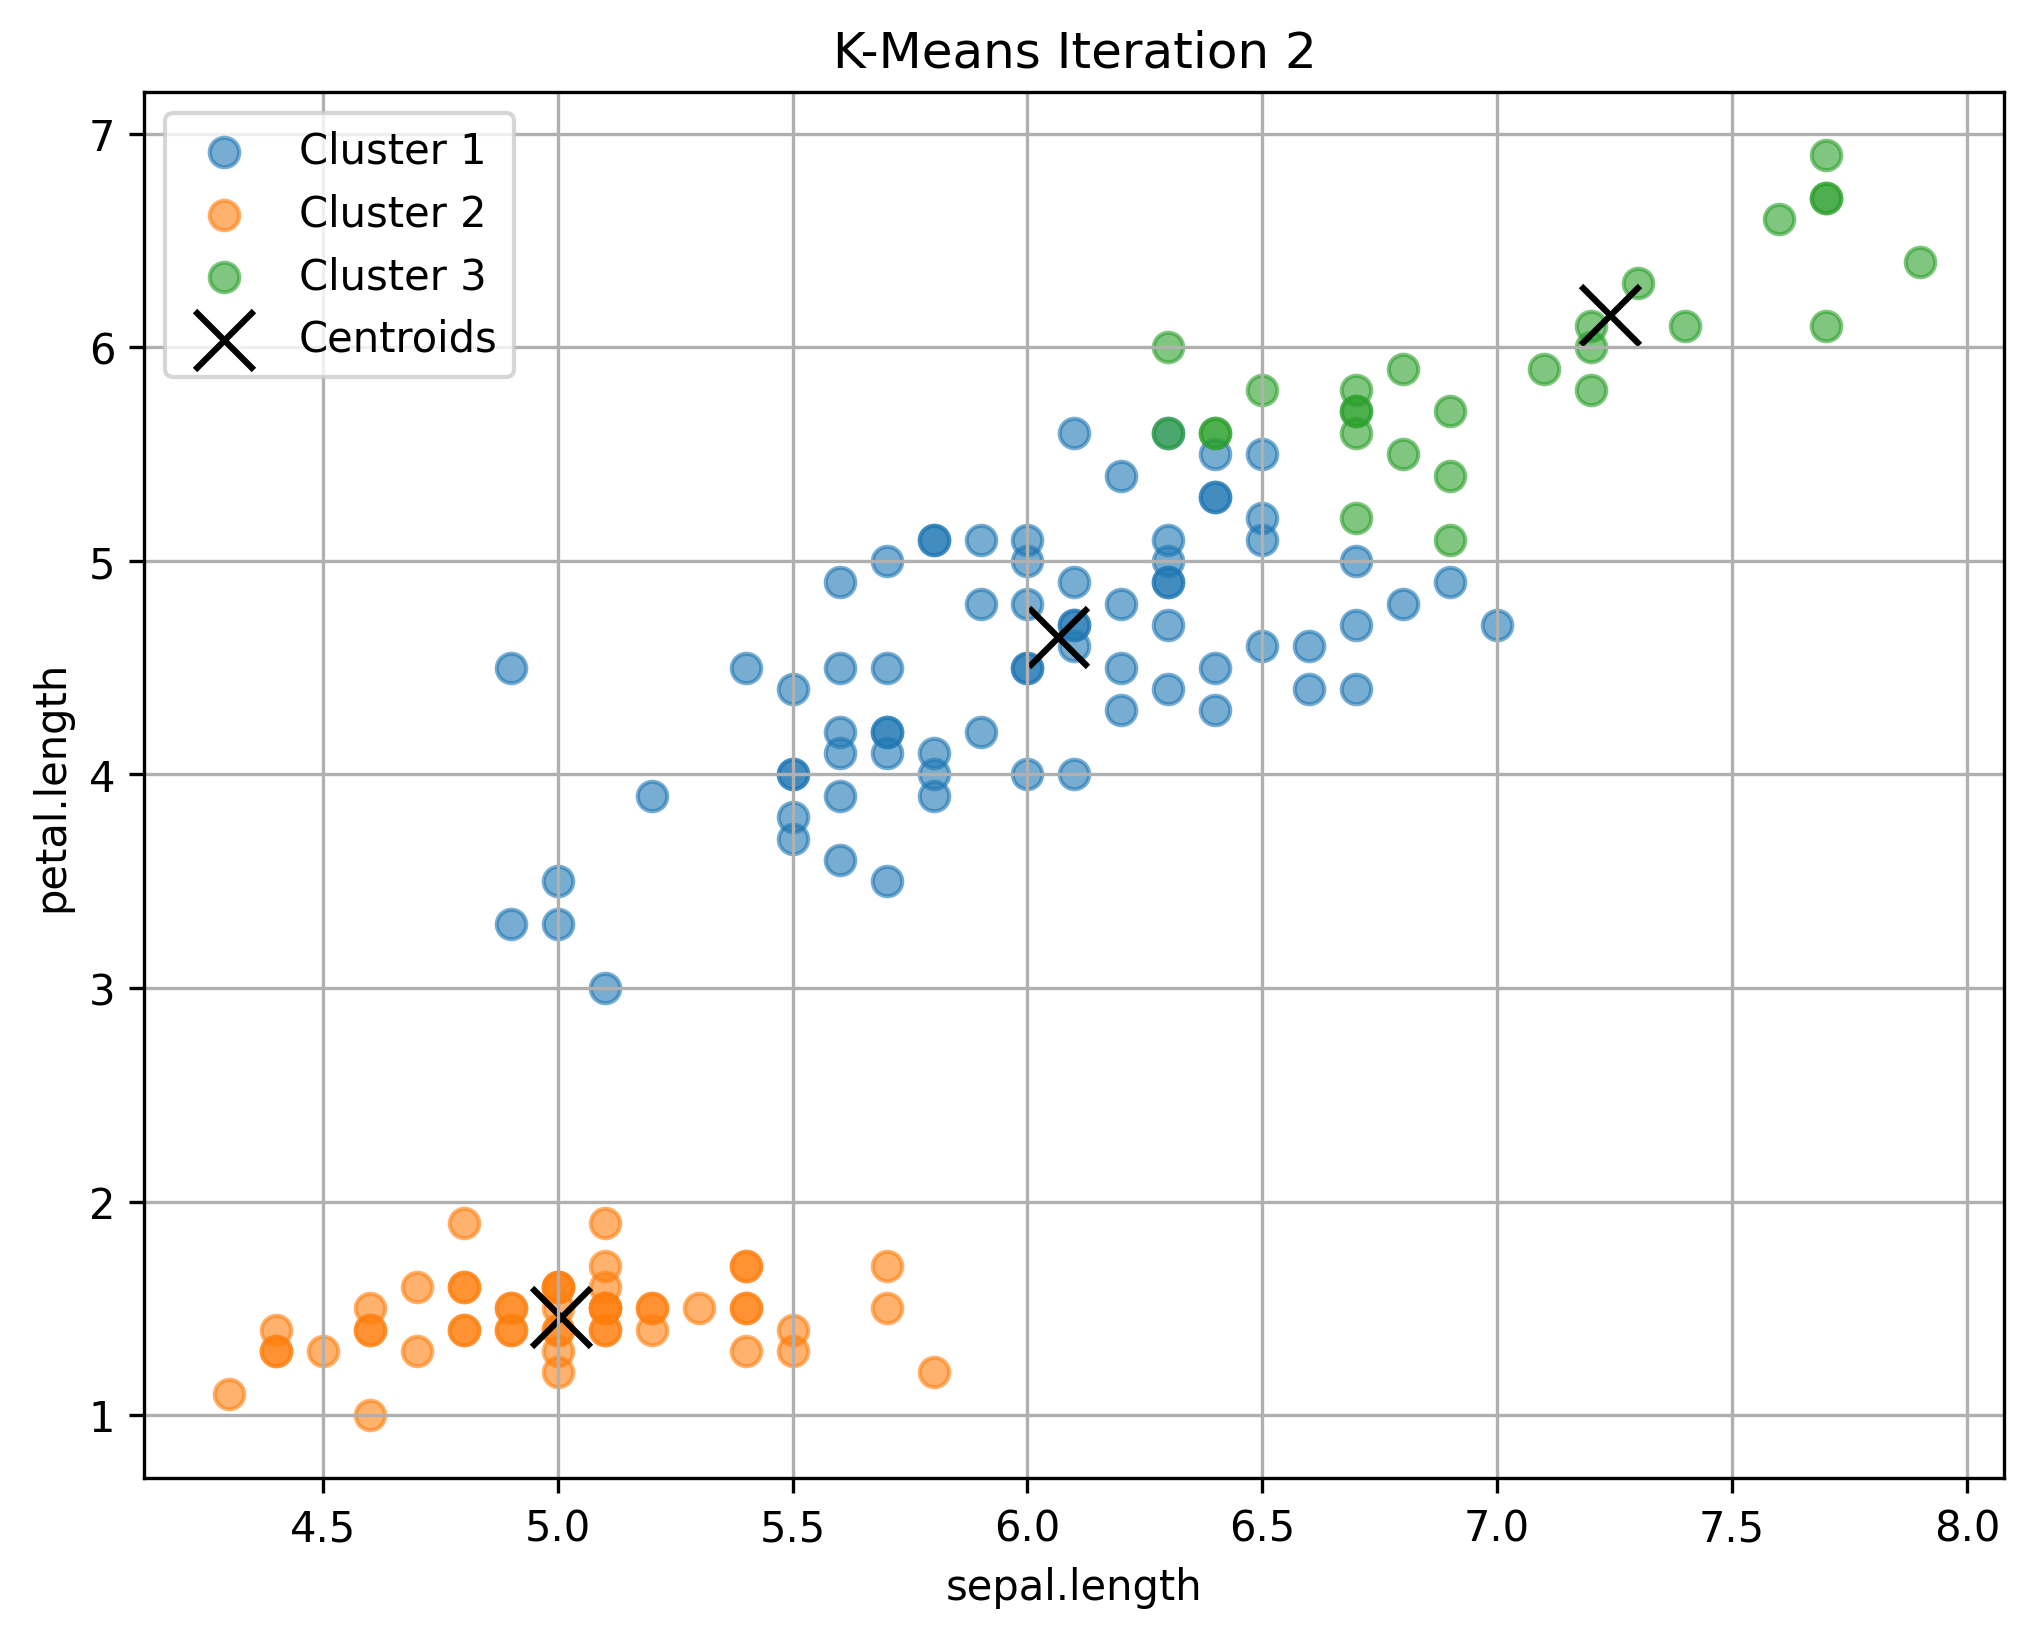 K-Means Iteration 2
Cluster 1
Cluster 2
Cluster 3
Centroids
7
6
5
4
3
2
1
petal.length
4.5 5.0 5.5 6.0 6.5 7.0 7.5 8.0
sepal.length